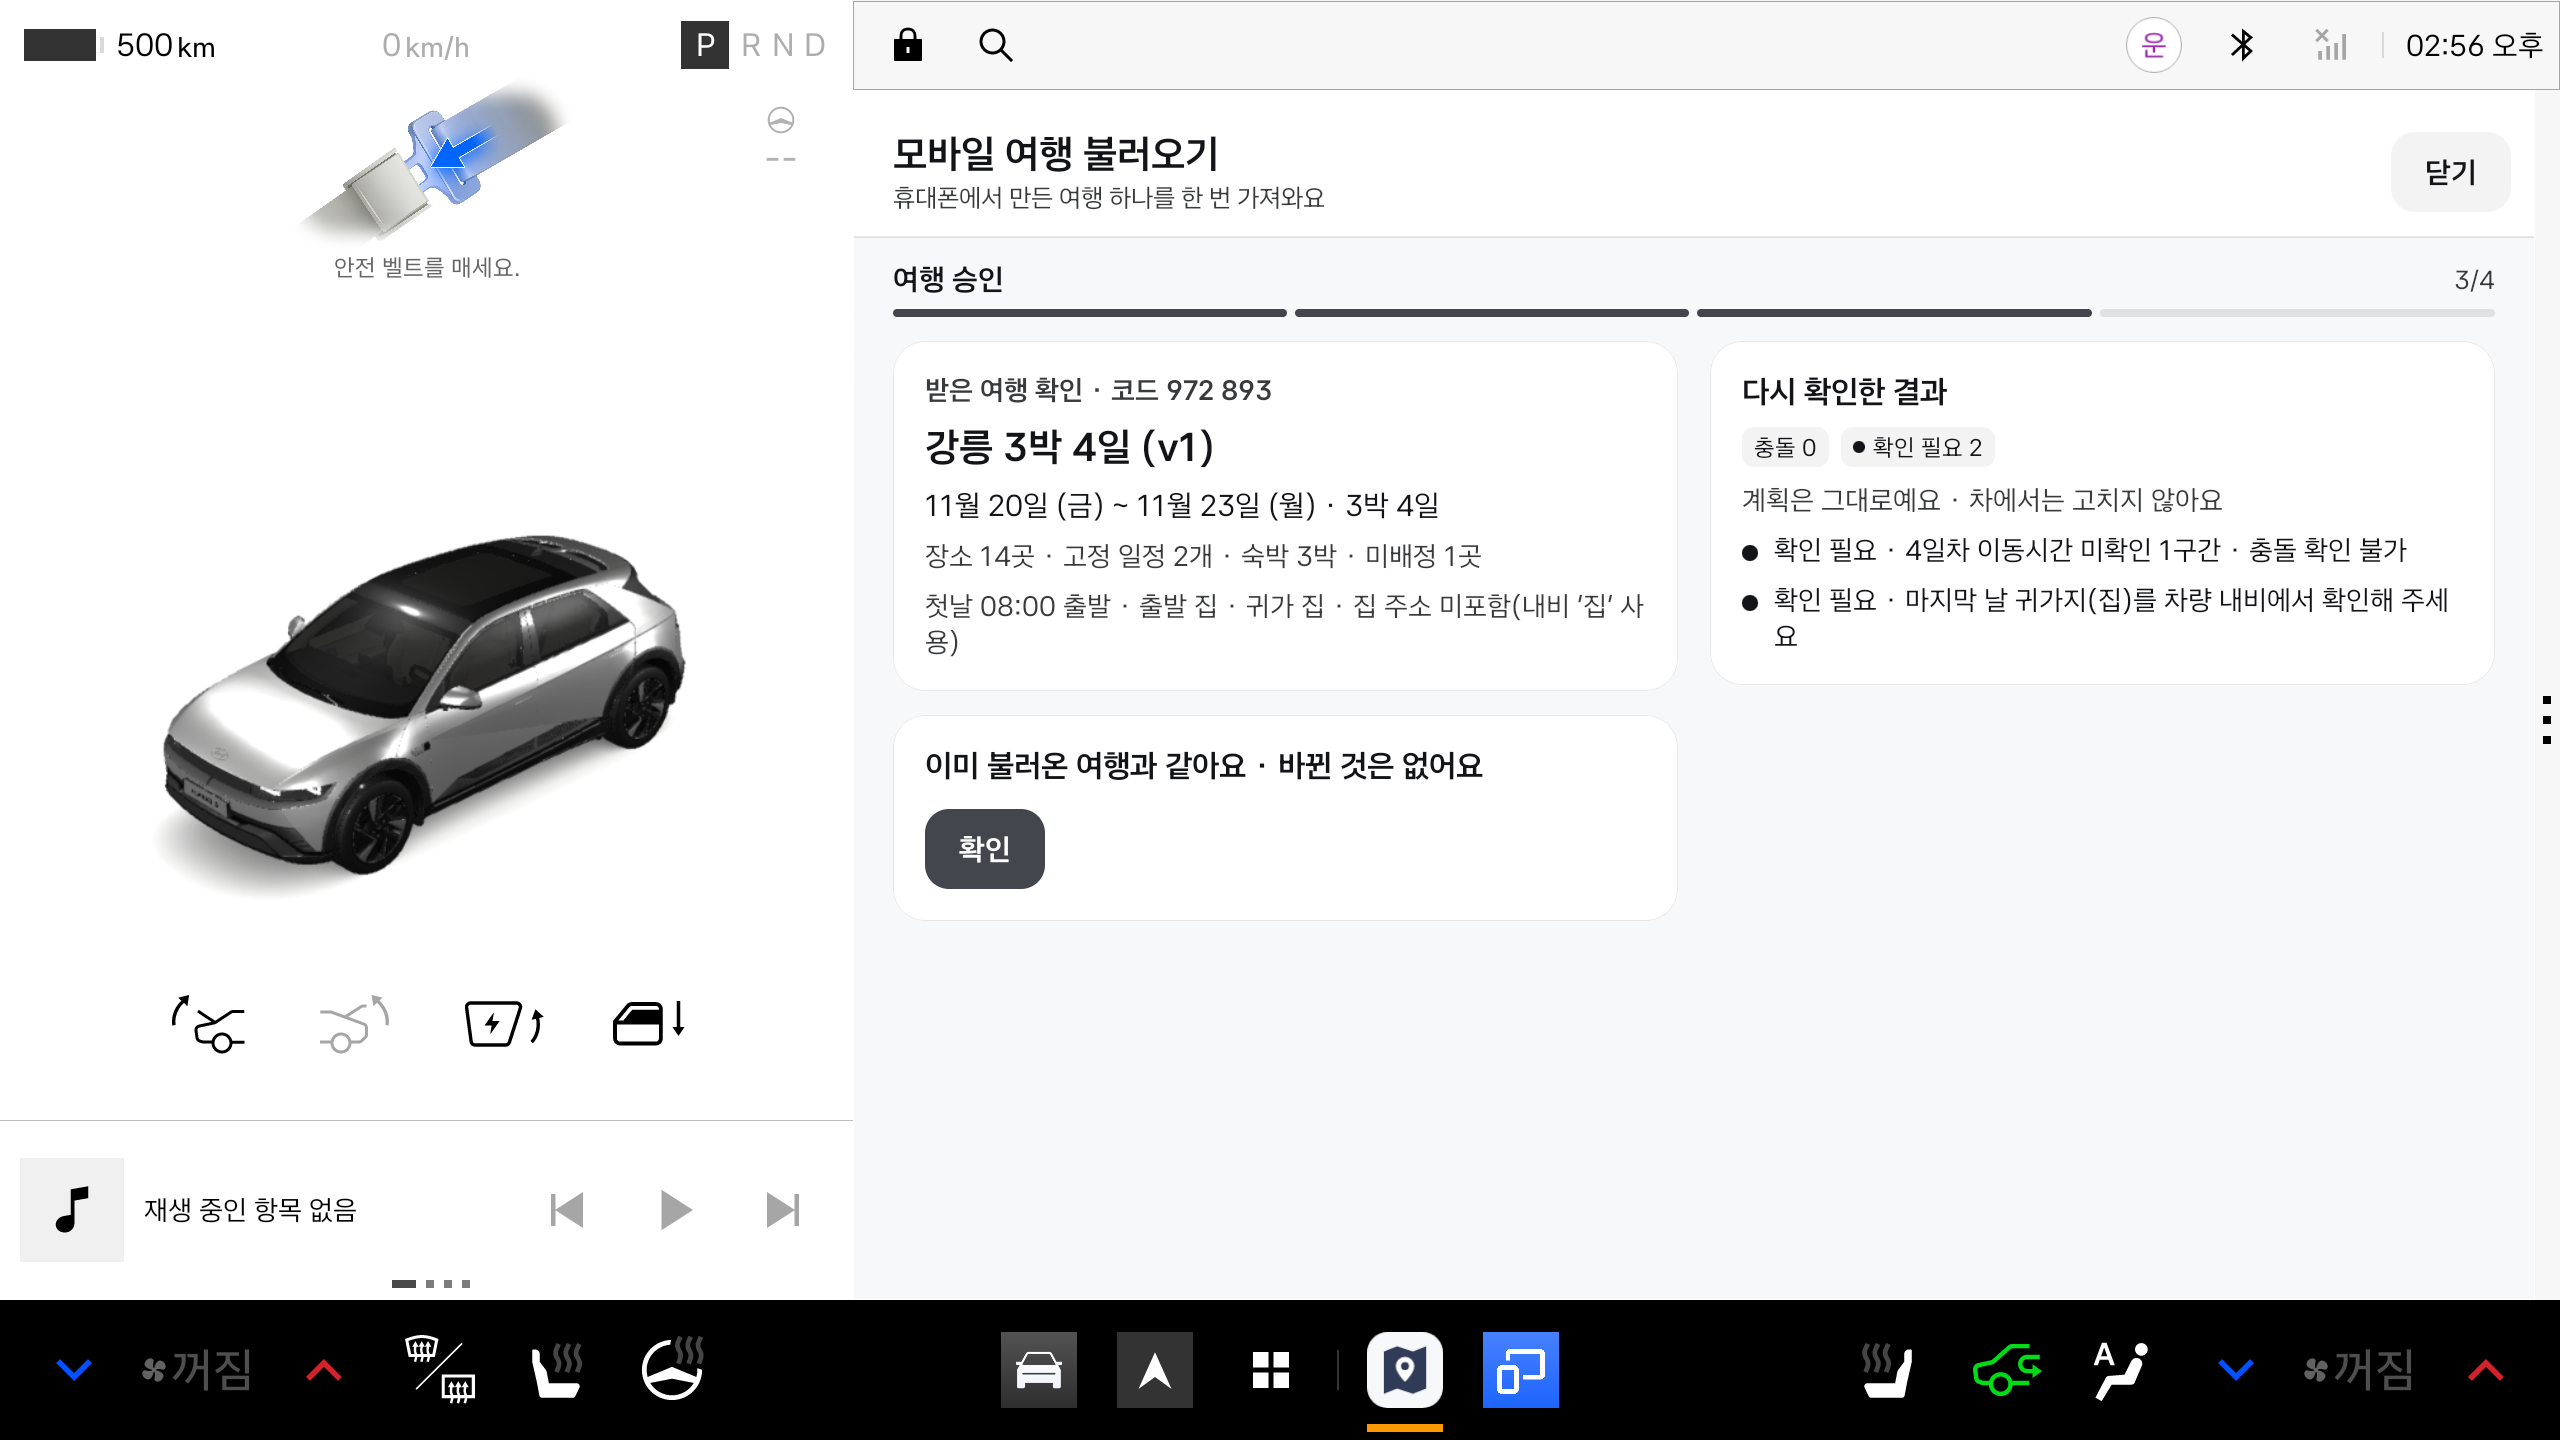 500 km
0 km/h
P R N D
안전 벨트를 매세요.
재생 중인 항목 없음
운
02:56 오후
모바일 여행 불러오기
휴대폰에서 만든 여행 하나를 한 번 가져와요
닫기
여행 승인
3/4
받은 여행 확인 · 코드 972 893
강릉 3박 4일 (v1)
11월 20일 (금) ~ 11월 23일 (월) · 3박 4일
장소 14곳 · 고정 일정 2개 · 숙박 3박 · 미배정 1곳
첫날 08:00 출발 · 출발 집 · 귀가 집 · 집 주소 미포함(내비 ‘집’ 사
용)
다시 확인한 결과
충돌 0
확인 필요 2
계획은 그대로예요 · 차에서는 고치지 않아요
확인 필요 · 4일차 이동시간 미확인 1구간 · 충돌 확인 불가
확인 필요 · 마지막 날 귀가지(집)를 차량 내비에서 확인해 주세
요
이미 불러온 여행과 같아요 · 바뀐 것은 없어요
확인
꺼짐
A
꺼짐